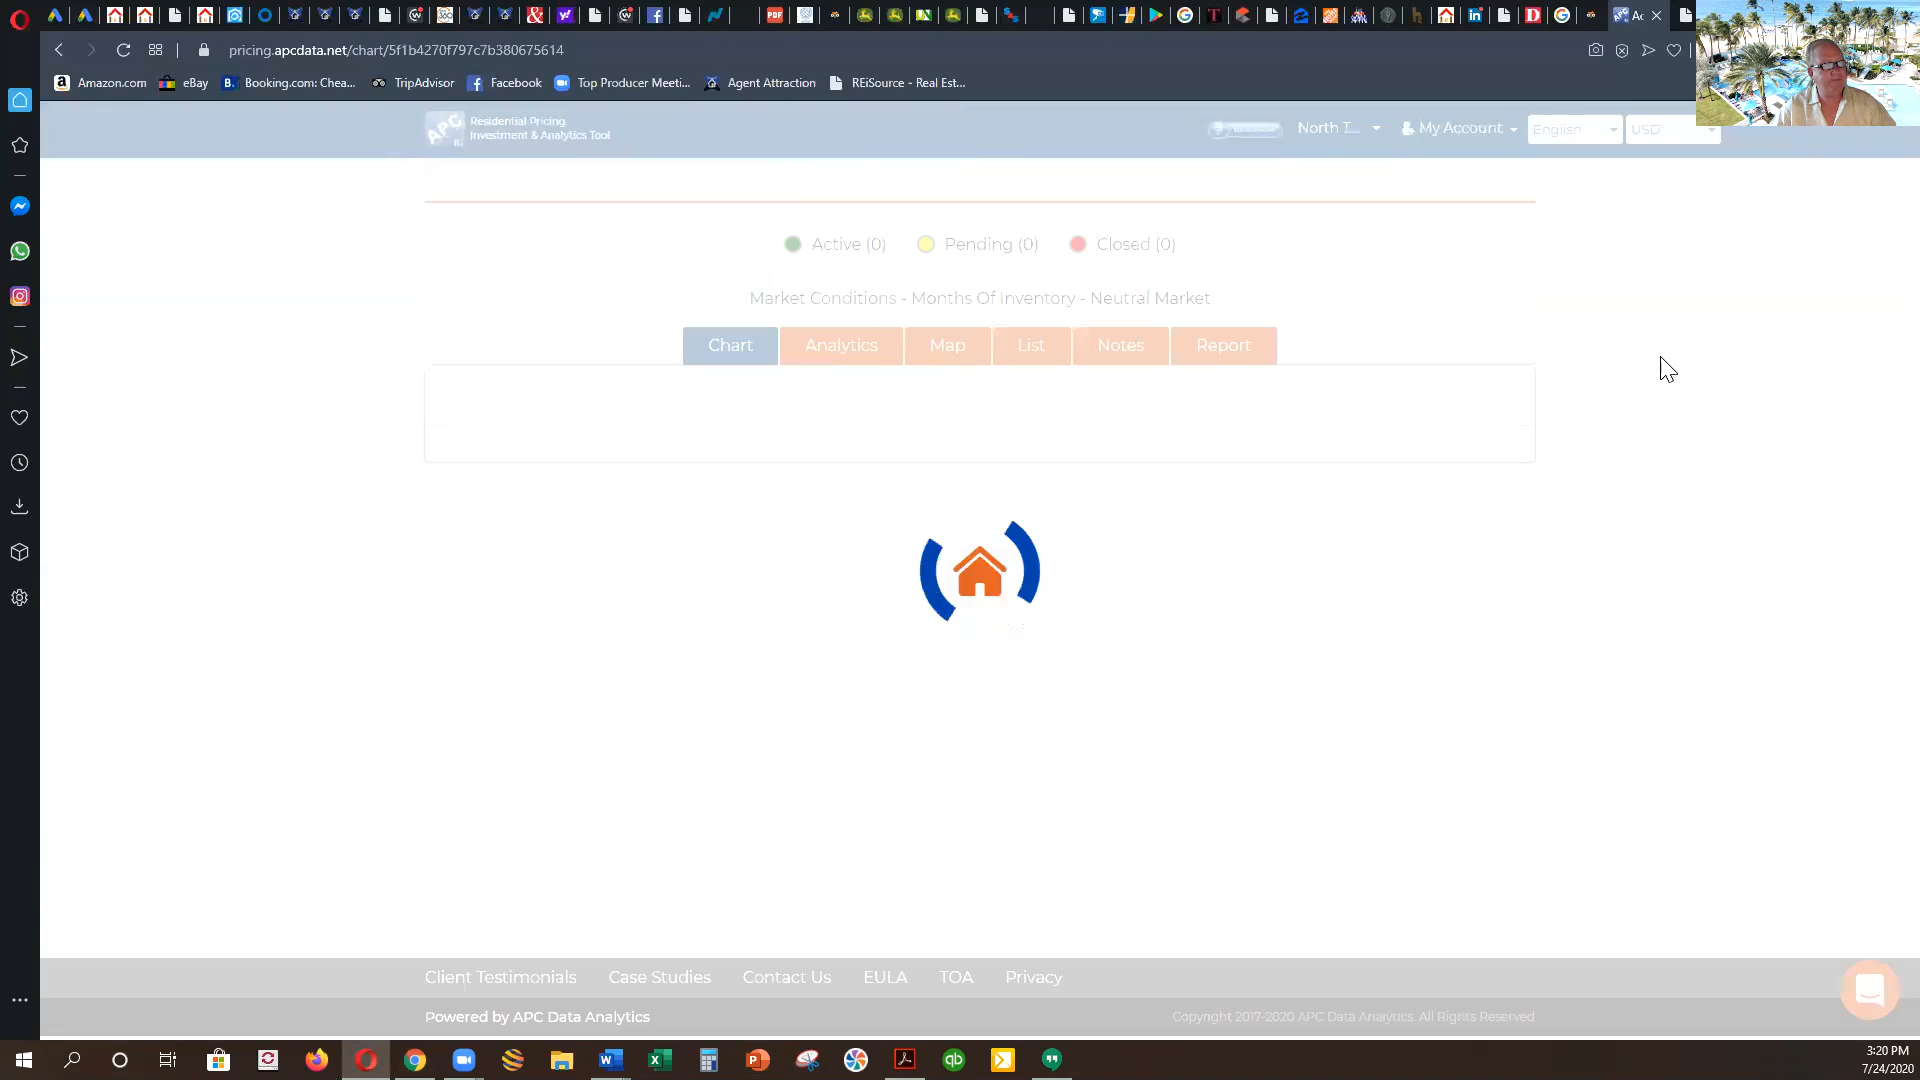 pricing.apcdata.net/chart/5f1b4270f797c7b380675614
Amazon.com eBay Booking.com: Chea... TripAdvisor Facebook Top Producer Meeti... Agent Attraction REiSource - Real Est...
APC Residential Pricing
Investment & Analytics Tool
North T... My Account English USD
Active (0) Pending (0) Closed (0)
Market Conditions - Months Of Inventory - Neutral Market
Chart Analytics Map List Notes Report
Client Testimonials Case Studies Contact Us EULA TOA Privacy
Powered by APC Data Analytics
Copyright 2017-2020 APC Data Analytics. All Rights Reserved
3:20 PM
7/24/2020